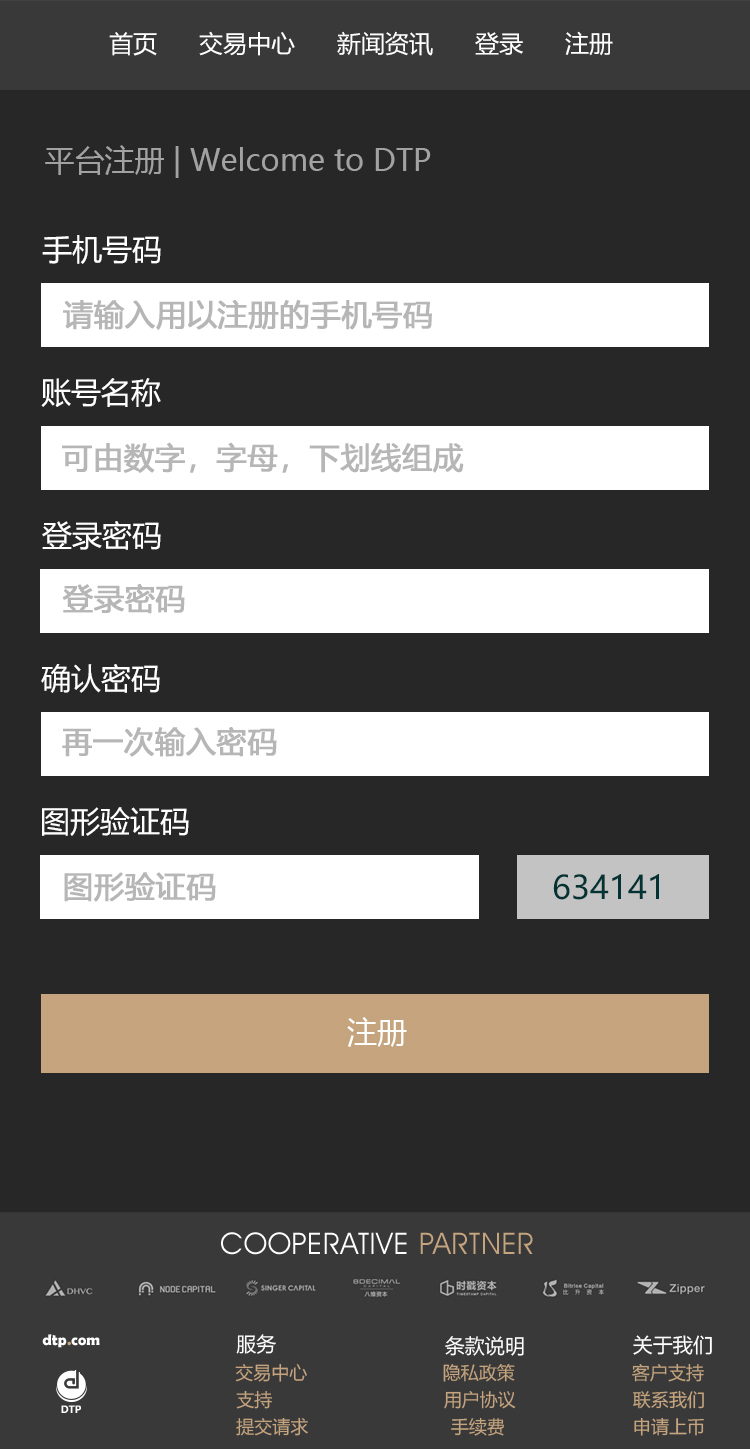 首页 交易中心 新闻资讯 登录 注册
平台注册 | Welcome to DTP
手机号码
请输入用以注册的手机号码
账号名称
可由数字，字母，下划线组成
登录密码
登录密码
确认密码
再一次输入密码
图形验证码
图形验证码 634141
注册
COOPERATIVE PARTNER
DHVC NODE CAPITAL SINGER CAPITAL 8DECIMAL CAPITAL 八维资本 时戳资本 TIMESTAMP CAPITAL Bitrise Capital 比升资本 Zipper
dtp.com 服务 条款说明 关于我们
交易中心 隐私政策 客户支持
DTP 支持 用户协议 联系我们
提交请求 手续费 申请上币